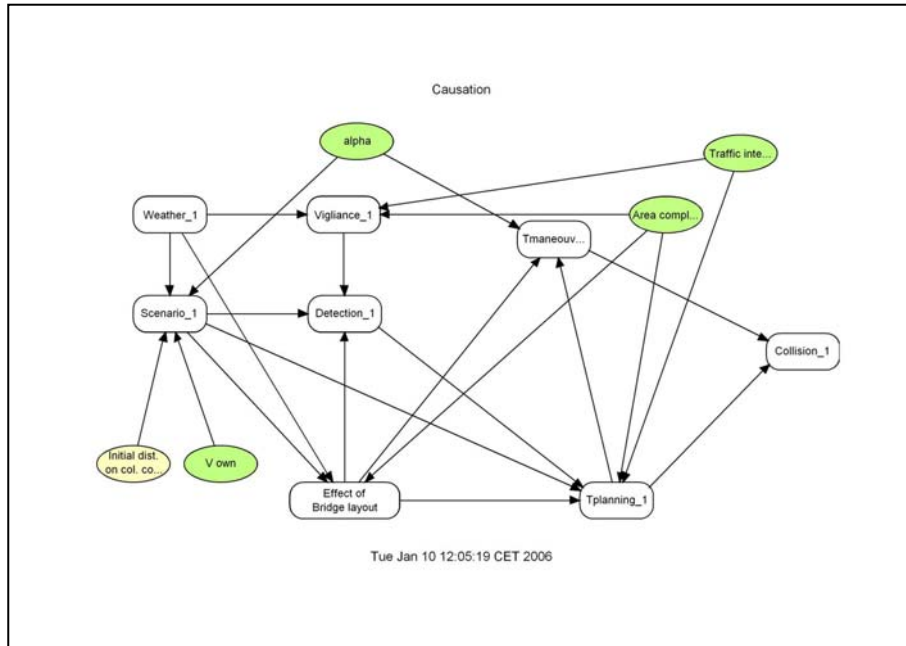 Causation
alpha
Traffic inte...
Weather_1
Vigliance_1
Area compl...
Tmaneouv...
Scenario_1
Detection_1
Collision_1
Initial dist.
on col. co...
V own
Effect of
Bridge layout
Tplanning_1
Tue Jan 10 12:05:19 CET 2006